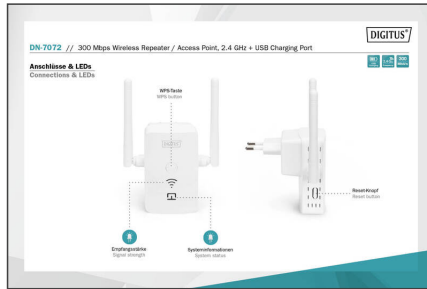 DIGITUS®
DN-7072 // 300 Mbps Wireless Repeater / Access Point, 2.4 GHz + USB Charging Port
Anschlüsse & LEDs
Connections & LEDs
300
WPS-Taste
WPS button
Reset-Knopf
Reset button
Empfangsstärke
Signal strength
Systeminformationen
System status